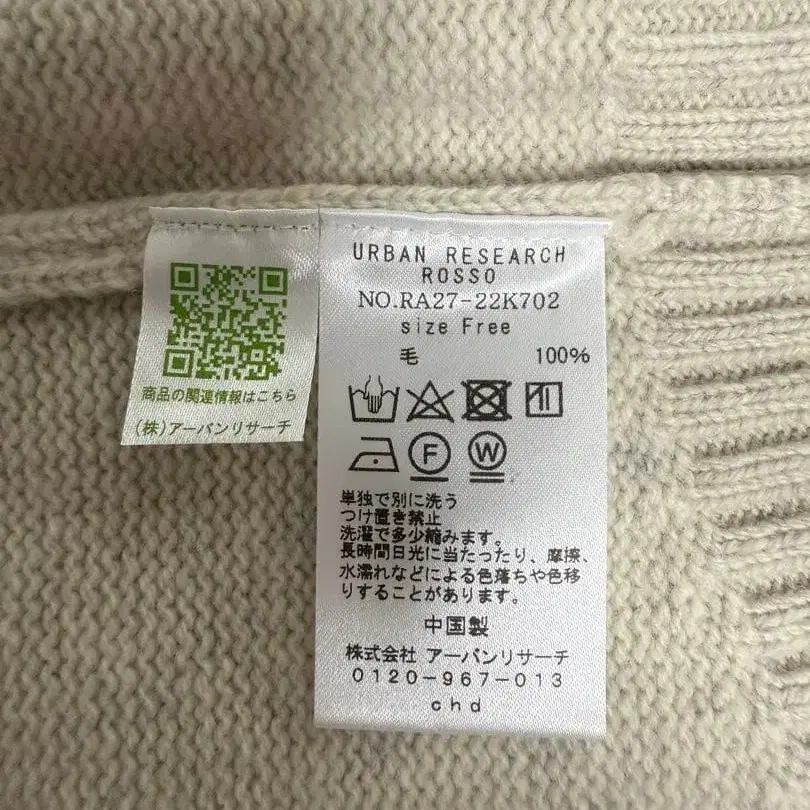 URBAN RESEARCH
ROSSO
NO.RA27-22K702
size Free
毛 100%
F W
単独で別に洗う
つけ置き禁止
洗濯で多少縮みます。
長時間日光に当たったり、摩擦、
水濡れなどによる色落ちや色移
りすることがあります。
中国製
株式会社 アーバンリサーチ
0120-967-013
chd
商品の関連情報はこちら
(株)アーバンリサーチ